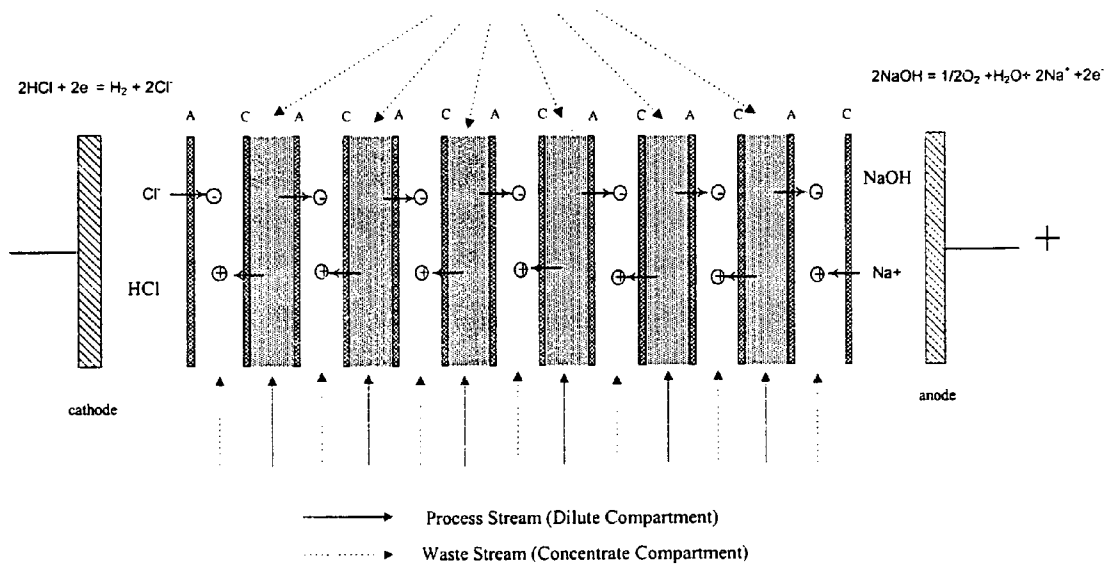 2HCl + 2e = H₂ + 2Cl⁻
2NaOH = 1/2O₂ +H₂O+ 2Na⁺ +2e⁻
A C A C A C A C A C A C A C
Cl⁻ - - - - - - - NaOH
+ + + + + + + Na+ +
HCl
cathode
anode
Process Stream (Dilute Compartment)
Waste Stream (Concentrate Compartment)